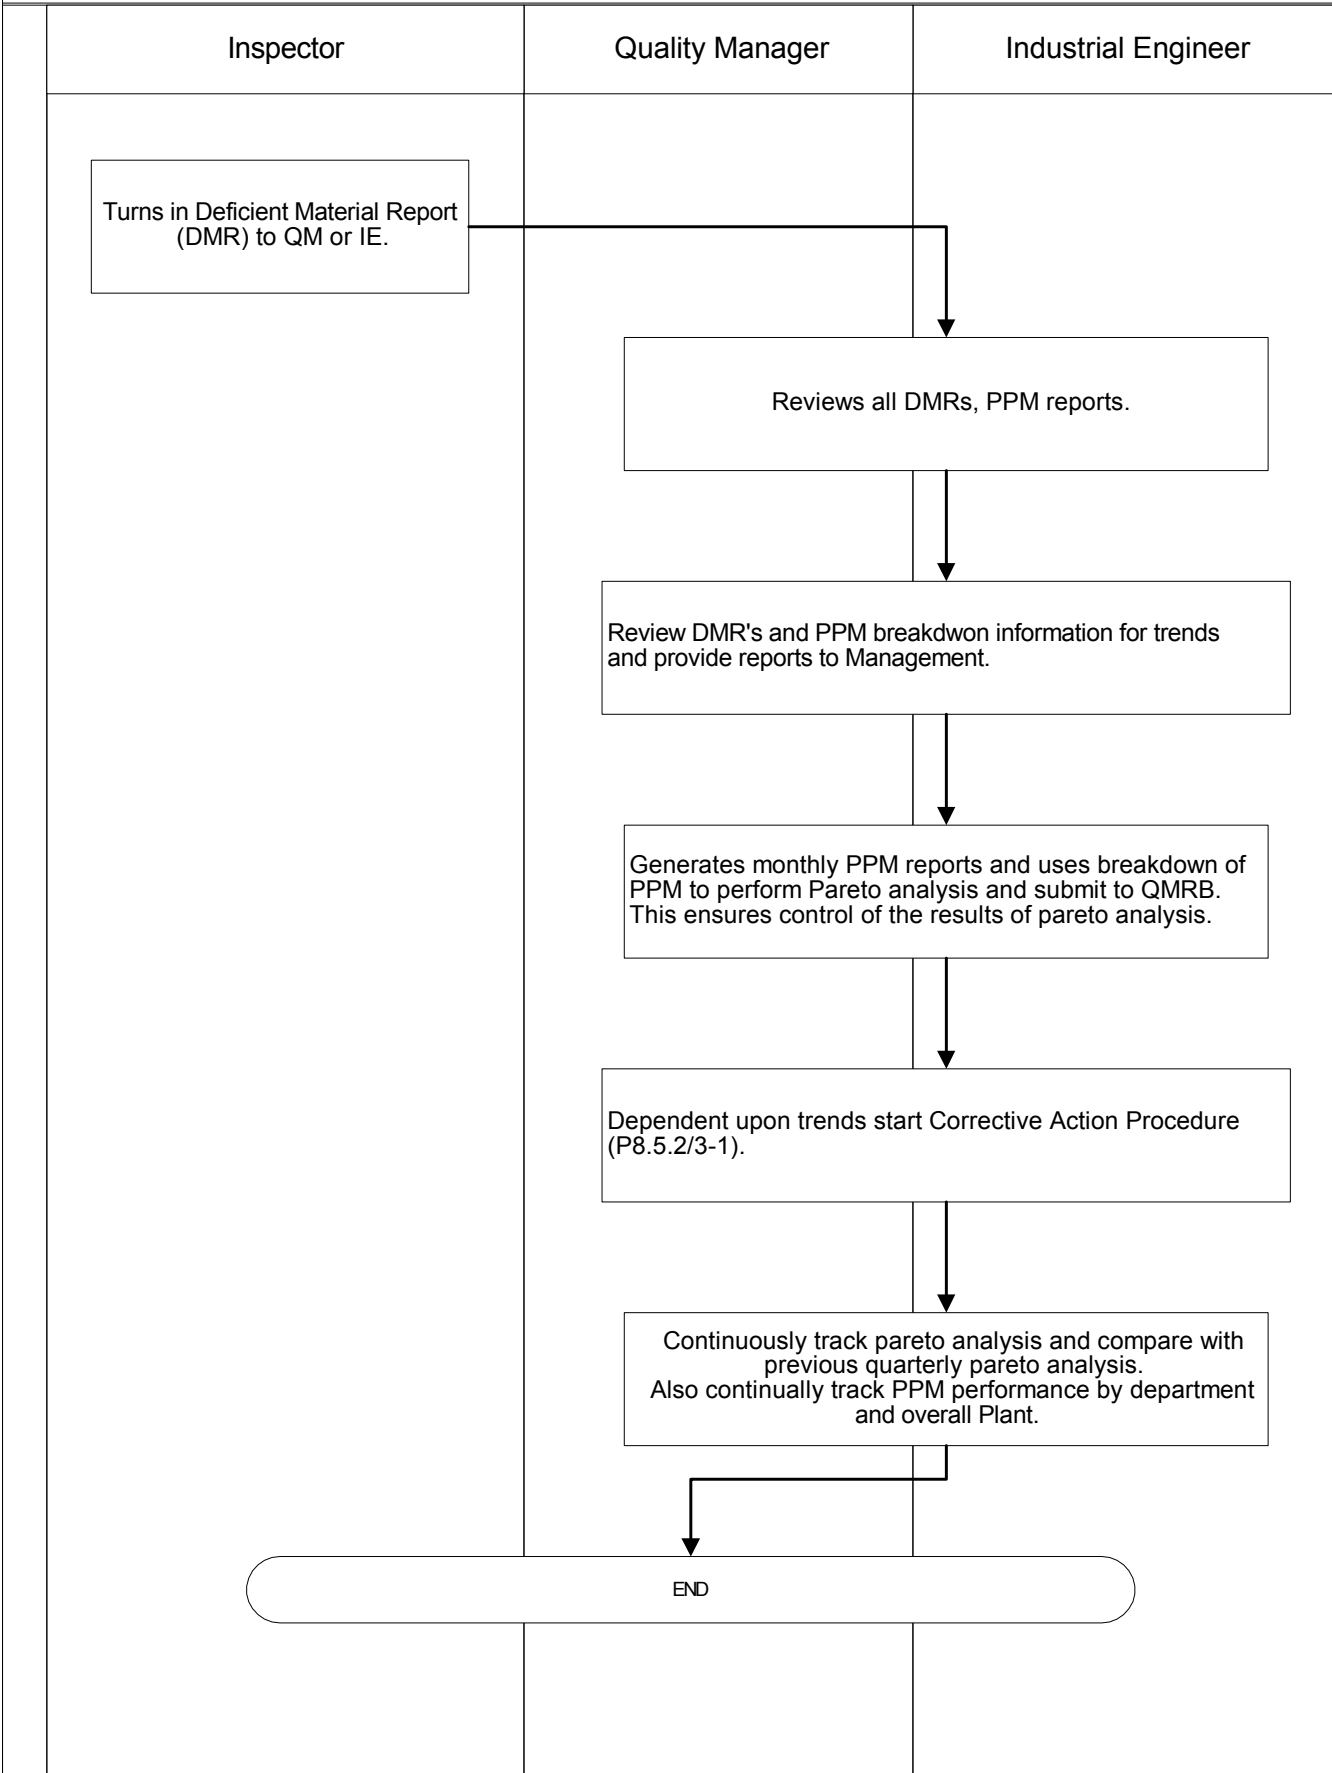 Inspector
Quality Manager
Industrial Engineer
Turns in Deficient Material Report
(DMR) to QM or IE.
Reviews all DMRs, PPM reports.
Review DMR's and PPM breakdwon information for trends
and provide reports to Management.
Generates monthly PPM reports and uses breakdown of
PPM to perform Pareto analysis and submit to QMRB.
This ensures control of the results of pareto analysis.
Dependent upon trends start Corrective Action Procedure
(P8.5.2/3-1).
Continuously track pareto analysis and compare with
previous quarterly pareto analysis.
Also continually track PPM performance by department
and overall Plant.
END